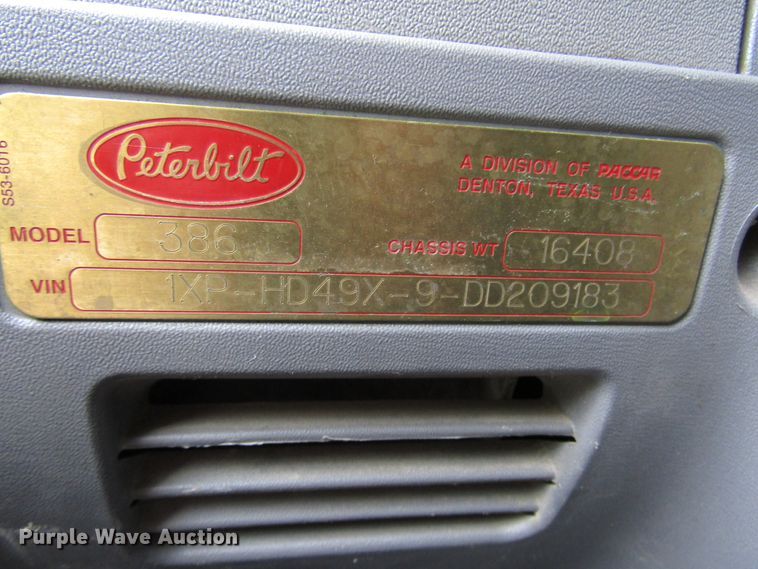 S53-6016
Peterbilt
A DIVISION OF PACCAR
DENTON, TEXAS U.S.A.
MODEL 386
CHASSIS WT 16408
VIN 1XP-HD49X-9-DD209183
Purple Wave Auction®